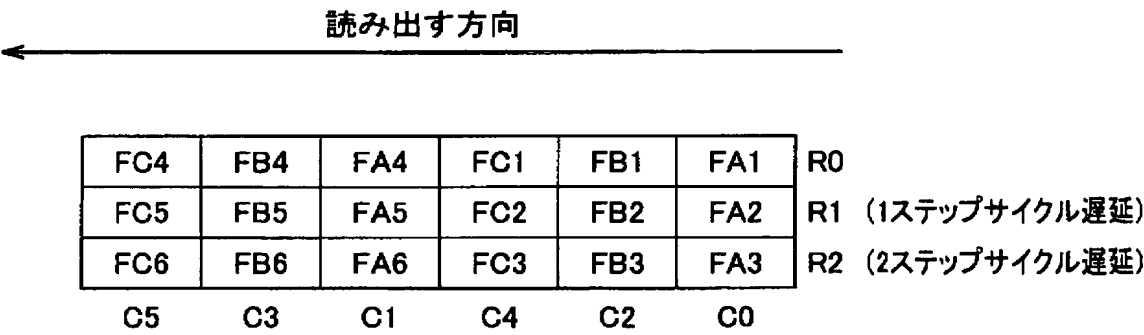 読み出す方向
FC4 FB4 FA4 FC1 FB1 FA1 R0
FC5 FB5 FA5 FC2 FB2 FA2 R1 (1ステップサイクル遅延)
FC6 FB6 FA6 FC3 FB3 FA3 R2 (2ステップサイクル遅延)
C5 C3 C1 C4 C2 C0